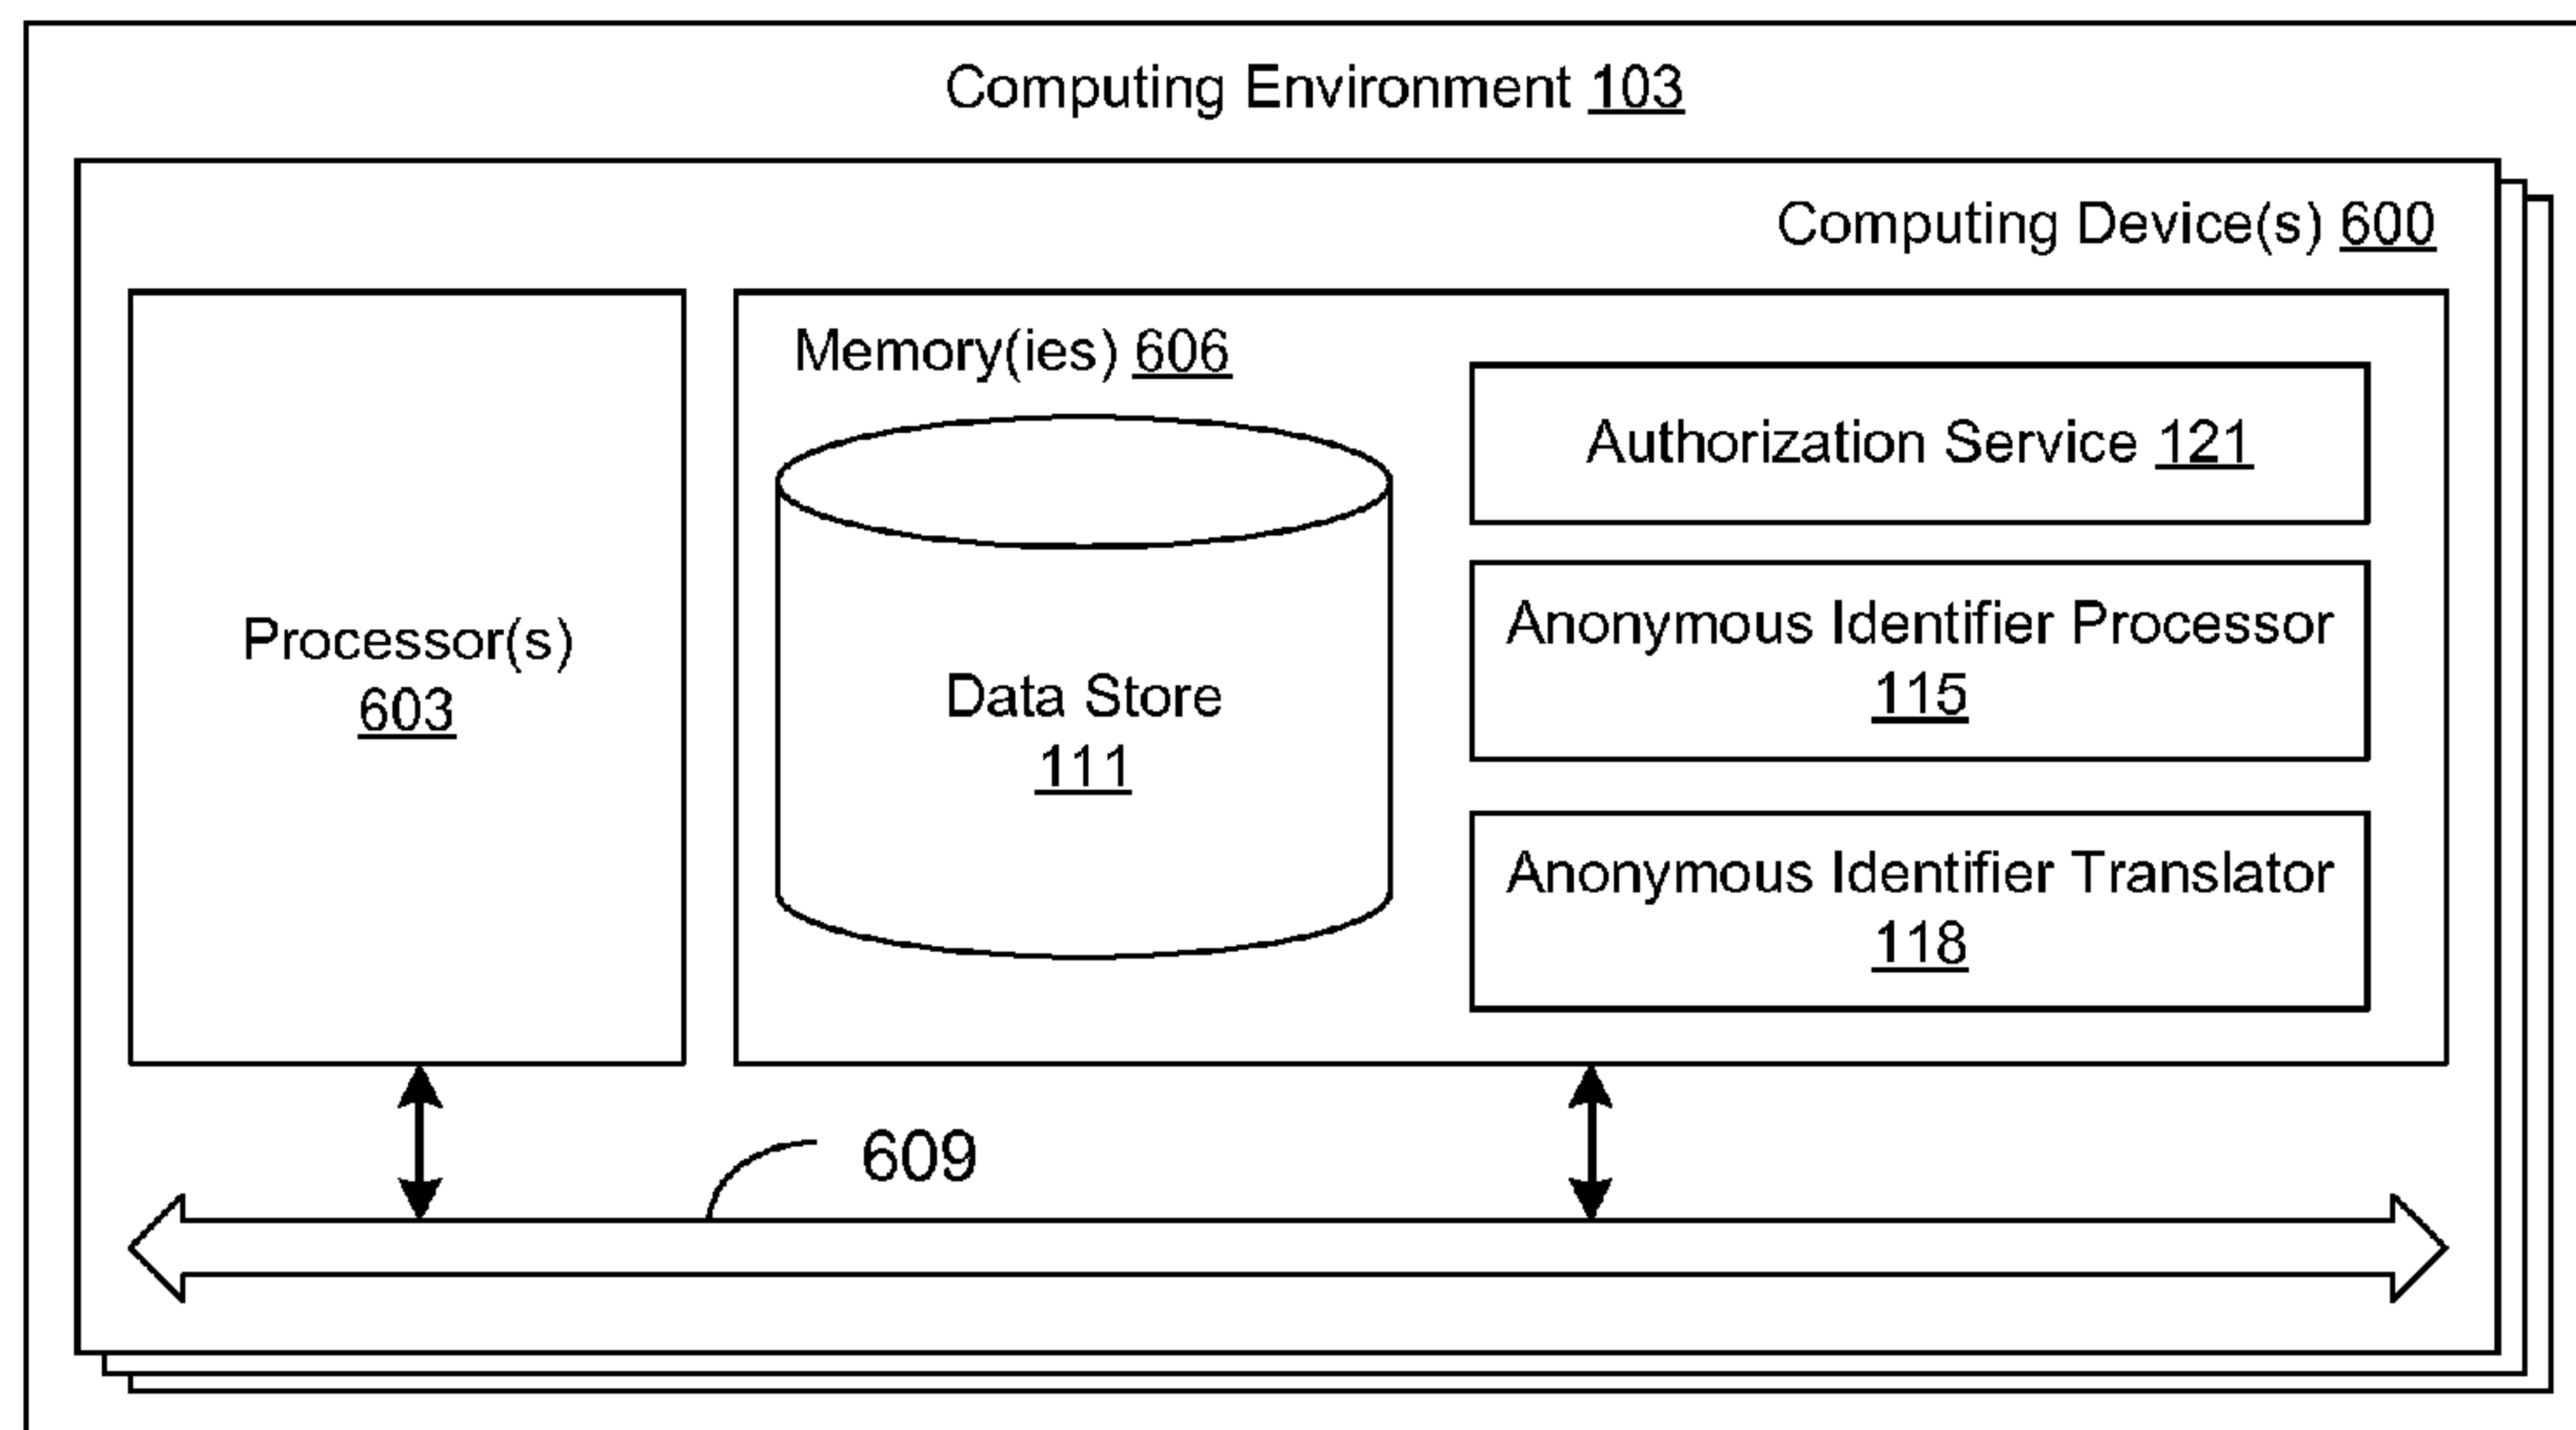 Computing Environment 103
Computing Device(s) 600
Processor(s)
603
Memory(ies) 606
Data Store
111
Authorization Service 121
Anonymous Identifier Processor
115
Anonymous Identifier Translator
118
609